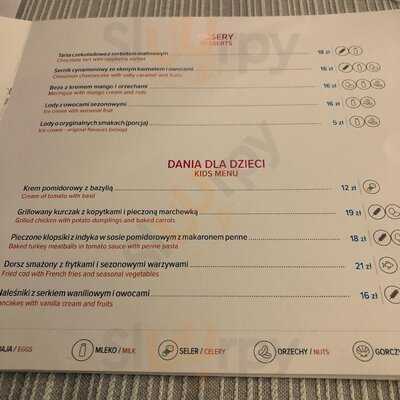 SERY
DESSERTS
Tarta czekoladowa z sorbetem malinowym 18 zł
Chocolate tart with raspberry sorbet
Sernik cynamonowy ze słonym karmelem i owocami 16 zł
Cinnamon cheesecake with salty caramel and fruits
Beza z kremem mango i orzechami 16 zł
Meringue with mango cream and nuts
Lody z owocami sezonowymi 16 zł
Ice cream with seasonal fruit
Lody o oryginalnych smakach (porcja) 5 zł
Ice cream - original flavours (scoop)
DANIA DLA DZIECI
KIDS MENU
Krem pomidorowy z bazylią 12 zł
Cream of tomato with basil
Grillowany kurczak z kopytkami i pieczoną marchewką 19 zł
Grilled chicken with potato dumplings and baked carrots
Pieczone klopsiki z indyka w sosie pomidorowym z makaronem penne 18 zł
Baked turkey meatballs in tomato sauce with penne pasta
Dorsz smażony z frytkami i sezonowymi warzywami 21 zł
Fried cod with French fries and seasonal vegetables
Naleśniki z serkiem waniliowym i owocami 16 zł
ancakes with vanilla cream and fruits
JAJA / EGGS MLEKO / MILK SELER / CELERY ORZECHY / NUTS GORCZY